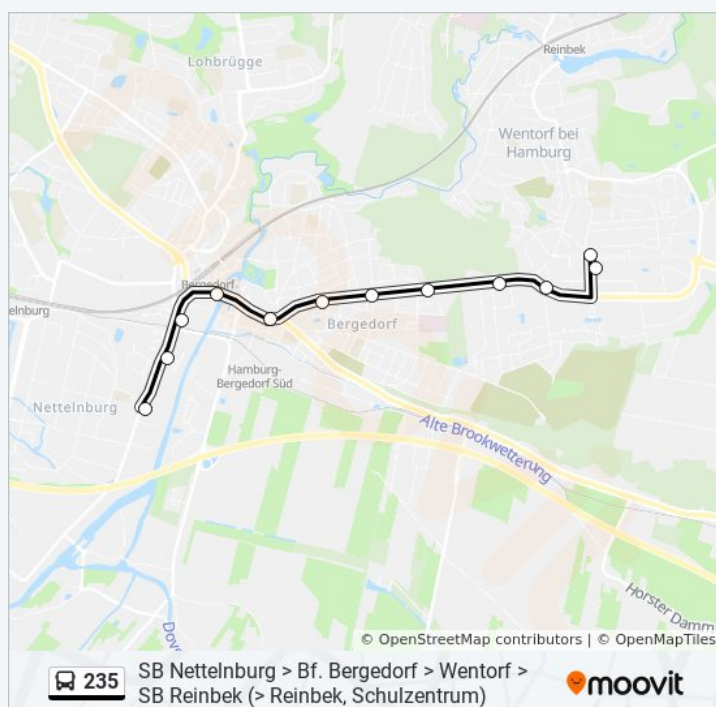 Lohbrügge
Reinbek
Wentorf bei
Hamburg
Bergedorf
elnburg
Bergedorf
Hamburg-
Bergedorf Süd
Nettelnburg
Alte Brookwetterung
Horster Damm
Dove
© OpenStreetMap contributors | © OpenMapTiles
235
SB Nettelnburg > Bf. Bergedorf > Wentorf >
SB Reinbek (> Reinbek, Schulzentrum)
moovit